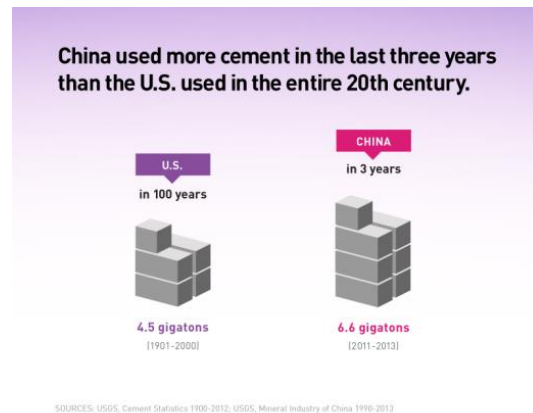 China used more cement in the last three years
than the U.S. used in the entire 20th century.
U.S.
in 100 years
4.5 gigatons
(1901-2000)
CHINA
in 3 years
6.6 gigatons
(2011-2013)
SOURCES: USGS, Cement Statistics 1900-2012; USGS, Mineral Industry of China 1990-2013